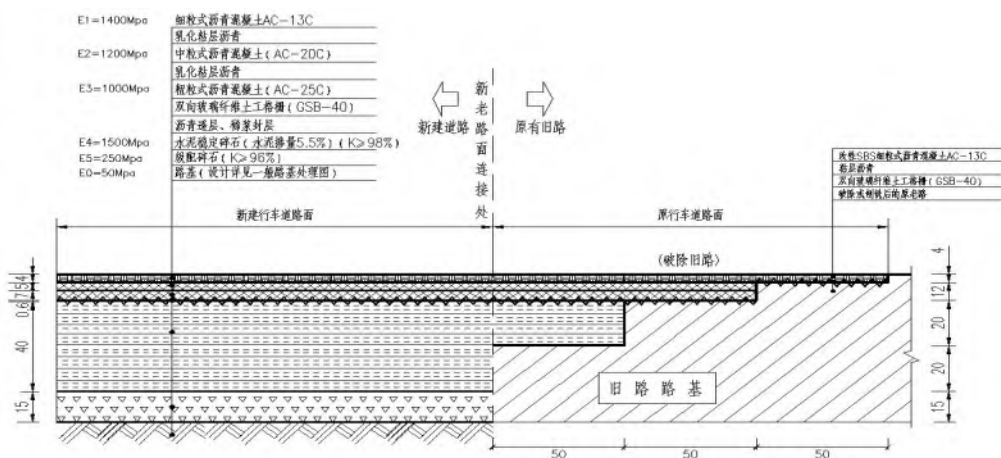 E1=1400Mpa 细粒式沥青混凝土AC-13C
乳化粘层沥青
E2=1200Mpa 中粒式沥青混凝土(AC-20C)
乳化粘层沥青
E3=1000Mpa 粗粒式沥青混凝土(AC-25C)
双向玻璃纤维土工格栅(GSB-40)
沥青透层、稀浆封层
E4=1500Mpa 水泥稳定碎石(水泥掺量5.5%)(K≥98%)
E5=250Mpa 级配碎石(K≥96%)
E0=50Mpa 路基(设计详见一般路基处理图)
新老路面连接处
新建道路
原有旧路
改性SBS细粒式沥青混凝土AC-13C
粘层沥青
双向玻璃纤维土工格栅(GSB-40)
破除或刨铣后的原老路
新建行车道路面
原行车道路面
(破除旧路)
4
5
7
0.6
40
15
4
12
20
20
15
旧路路基
50
50
50